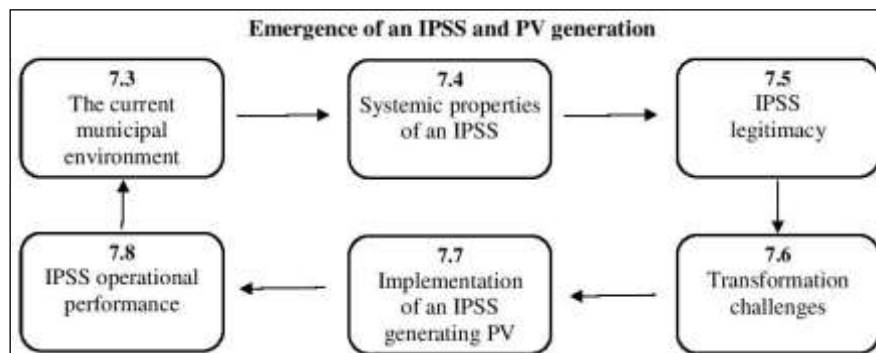 Emergence of an IPSS and PV generation
7.3
The current
municipal
environment
7.4
Systemic properties
of an IPSS
7.5
IPSS
legitimacy
7.8
IPSS operational
performance
7.7
Implementation
of an IPSS
generating PV
7.6
Transformation
challenges